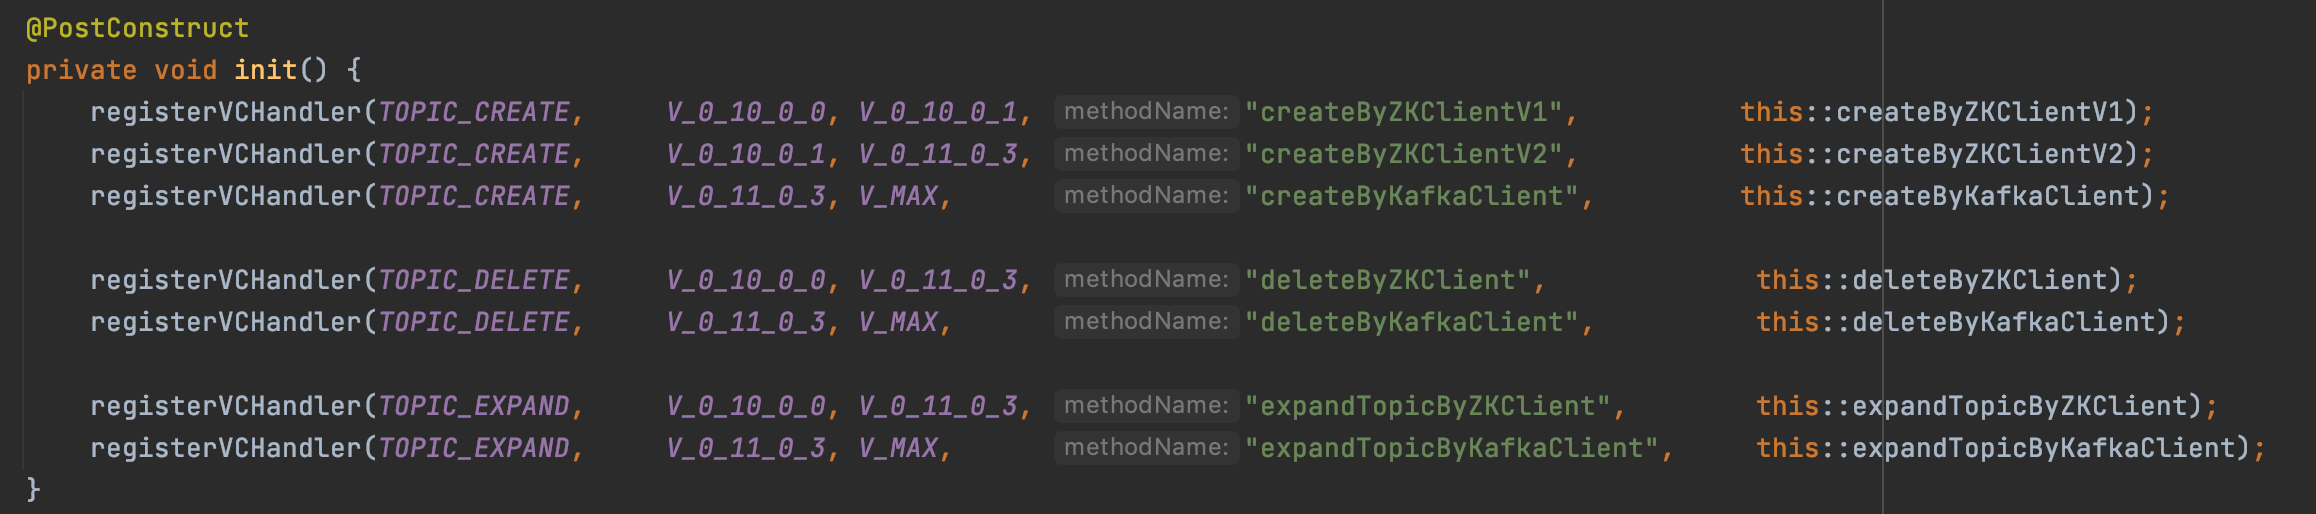 @PostConstruct
private void init() {
registerVCHandler(TOPIC_CREATE, V_0_10_0_0, V_0_10_0_1, methodName: "createByZKClientV1", this::createByZKClientV1);
registerVCHandler(TOPIC_CREATE, V_0_10_0_1, V_0_11_0_3, methodName: "createByZKClientV2", this::createByZKClientV2);
registerVCHandler(TOPIC_CREATE, V_0_11_0_3, V_MAX, methodName: "createByKafkaClient", this::createByKafkaClient);
registerVCHandler(TOPIC_DELETE, V_0_10_0_0, V_0_11_0_3, methodName: "deleteByZKClient", this::deleteByZKClient);
registerVCHandler(TOPIC_DELETE, V_0_11_0_3, V_MAX, methodName: "deleteByKafkaClient", this::deleteByKafkaClient);
registerVCHandler(TOPIC_EXPAND, V_0_10_0_0, V_0_11_0_3, methodName: "expandTopicByZKClient", this::expandTopicByZKClient);
registerVCHandler(TOPIC_EXPAND, V_0_11_0_3, V_MAX, methodName: "expandTopicByKafkaClient", this::expandTopicByKafkaClient);
}